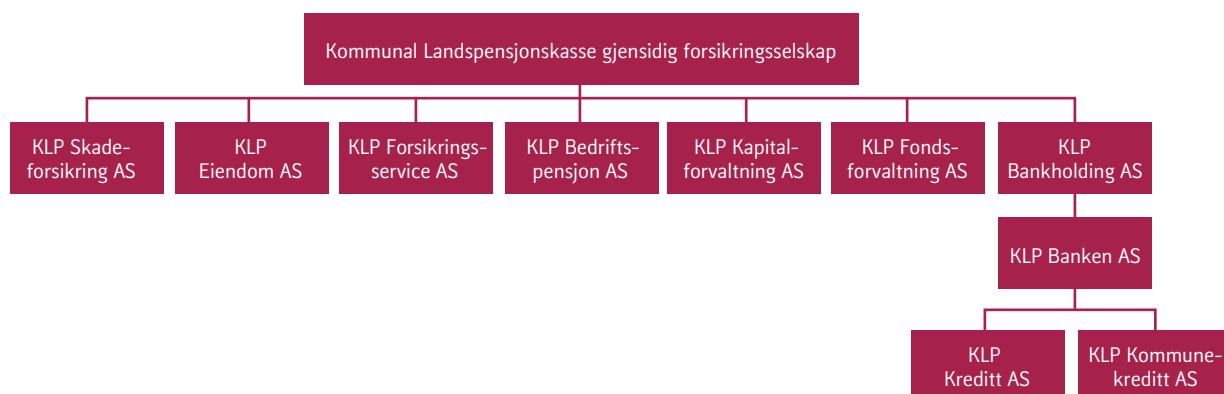 Kommunal Landspensjonskasse gjensidig forsikringsselskap
KLP Skade-
forsikring AS
KLP
Eiendom AS
KLP Forsikrings-
service AS
KLP Bedrifts-
pensjon AS
KLP Kapital-
forvaltning AS
KLP Fonds-
forvaltning AS
KLP
Bankholding AS
KLP Banken AS
KLP
Kreditt AS
KLP Kommune-
kreditt AS